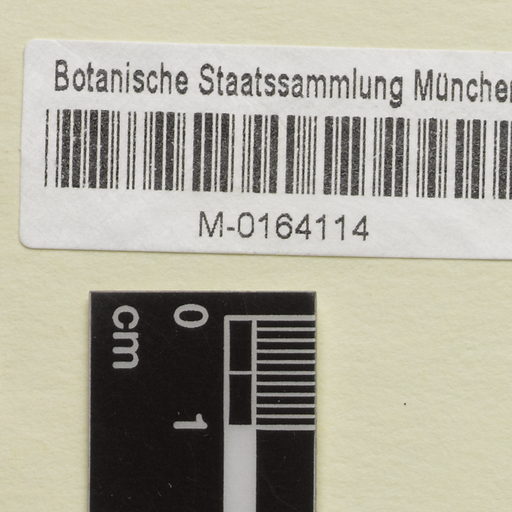 Botanische Staatssammlung München
M-0164114
cm
0
1